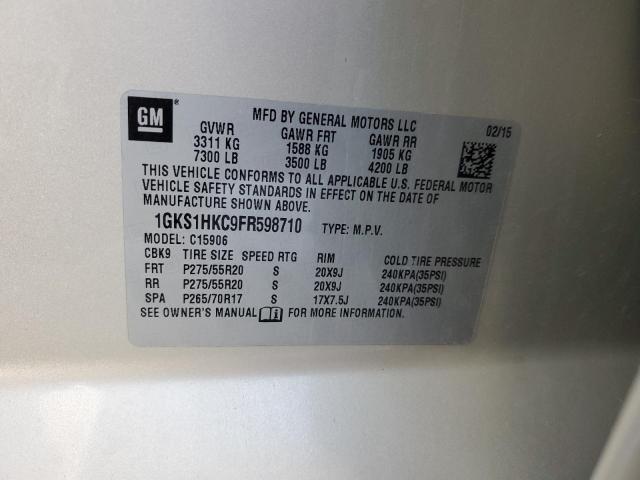 GM ®
MFD BY GENERAL MOTORS LLC 02/15
GVWR GAWR FRT GAWR RR
3311 KG 1588 KG 1905 KG
7300 LB 3500 LB 4200 LB
THIS VEHICLE CONFORMS TO ALL APPLICABLE U.S. FEDERAL MOTOR
VEHICLE SAFETY STANDARDS IN EFFECT ON THE DATE OF
MANUFACTURE SHOWN ABOVE.
1GKS1HKC9FR598710 TYPE: M.P.V.
MODEL: C15906
CBK9 TIRE SIZE SPEED RTG RIM COLD TIRE PRESSURE
FRT P275/55R20 S 20X9J 240KPA(35PSI)
RR P275/55R20 S 20X9J 240KPA(35PSI)
SPA P265/70R17 S 17X7.5J 240KPA(35PSI)
SEE OWNER'S MANUAL FOR MORE INFORMATION.